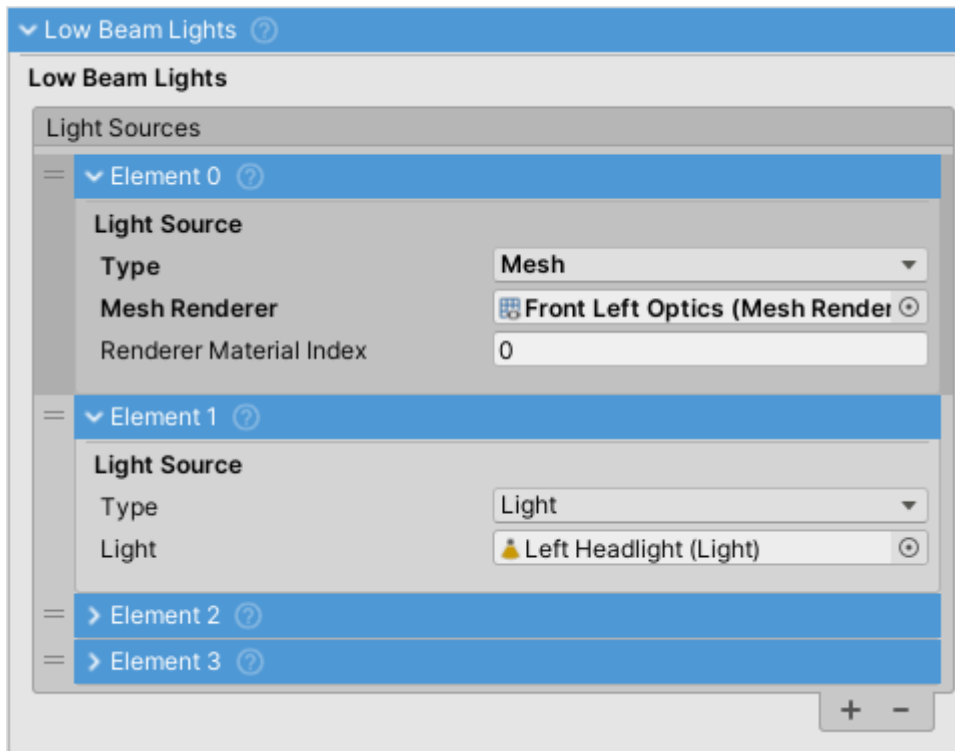 Low Beam Lights ?
Low Beam Lights
Light Sources
Element 0 ?
Light Source
Type Mesh
Mesh Renderer Front Left Optics (Mesh Render
Renderer Material Index 0
Element 1 ?
Light Source
Type Light
Light Left Headlight (Light)
Element 2 ?
Element 3 ?
+ -